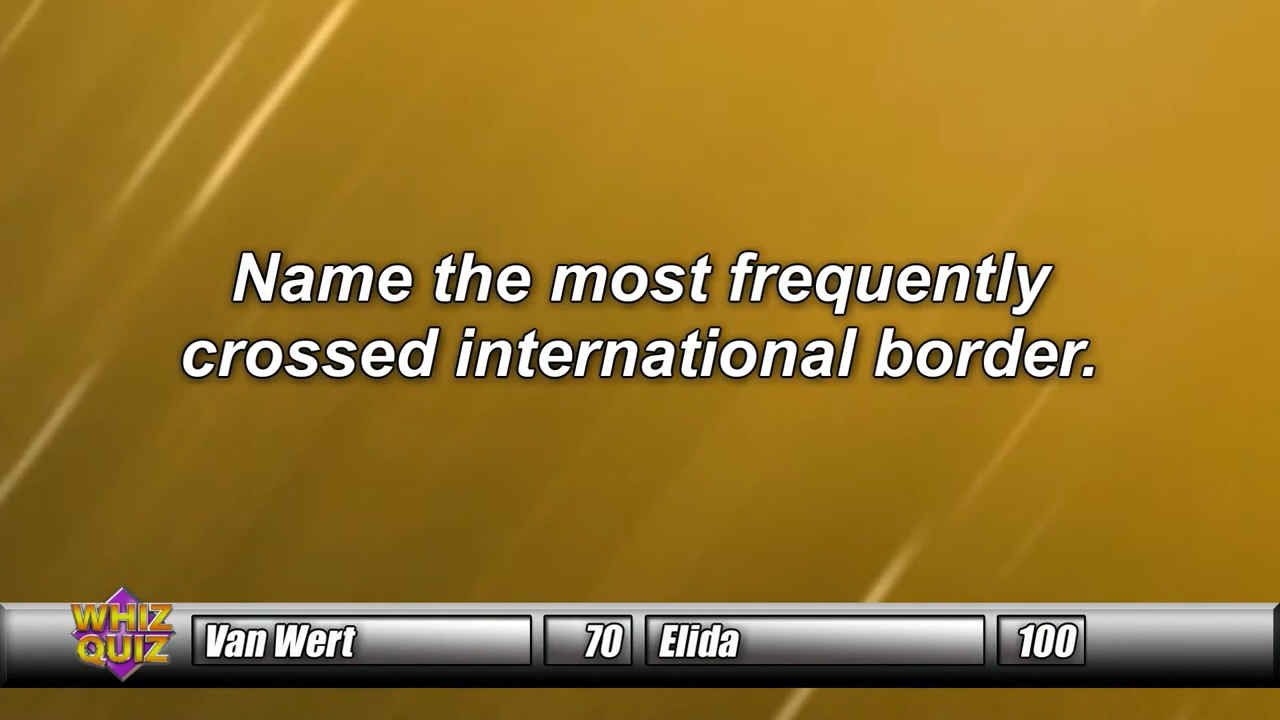 Name the most frequently
crossed international border.
WHIZ
QUIZ
Van Wert 70 Elida 100